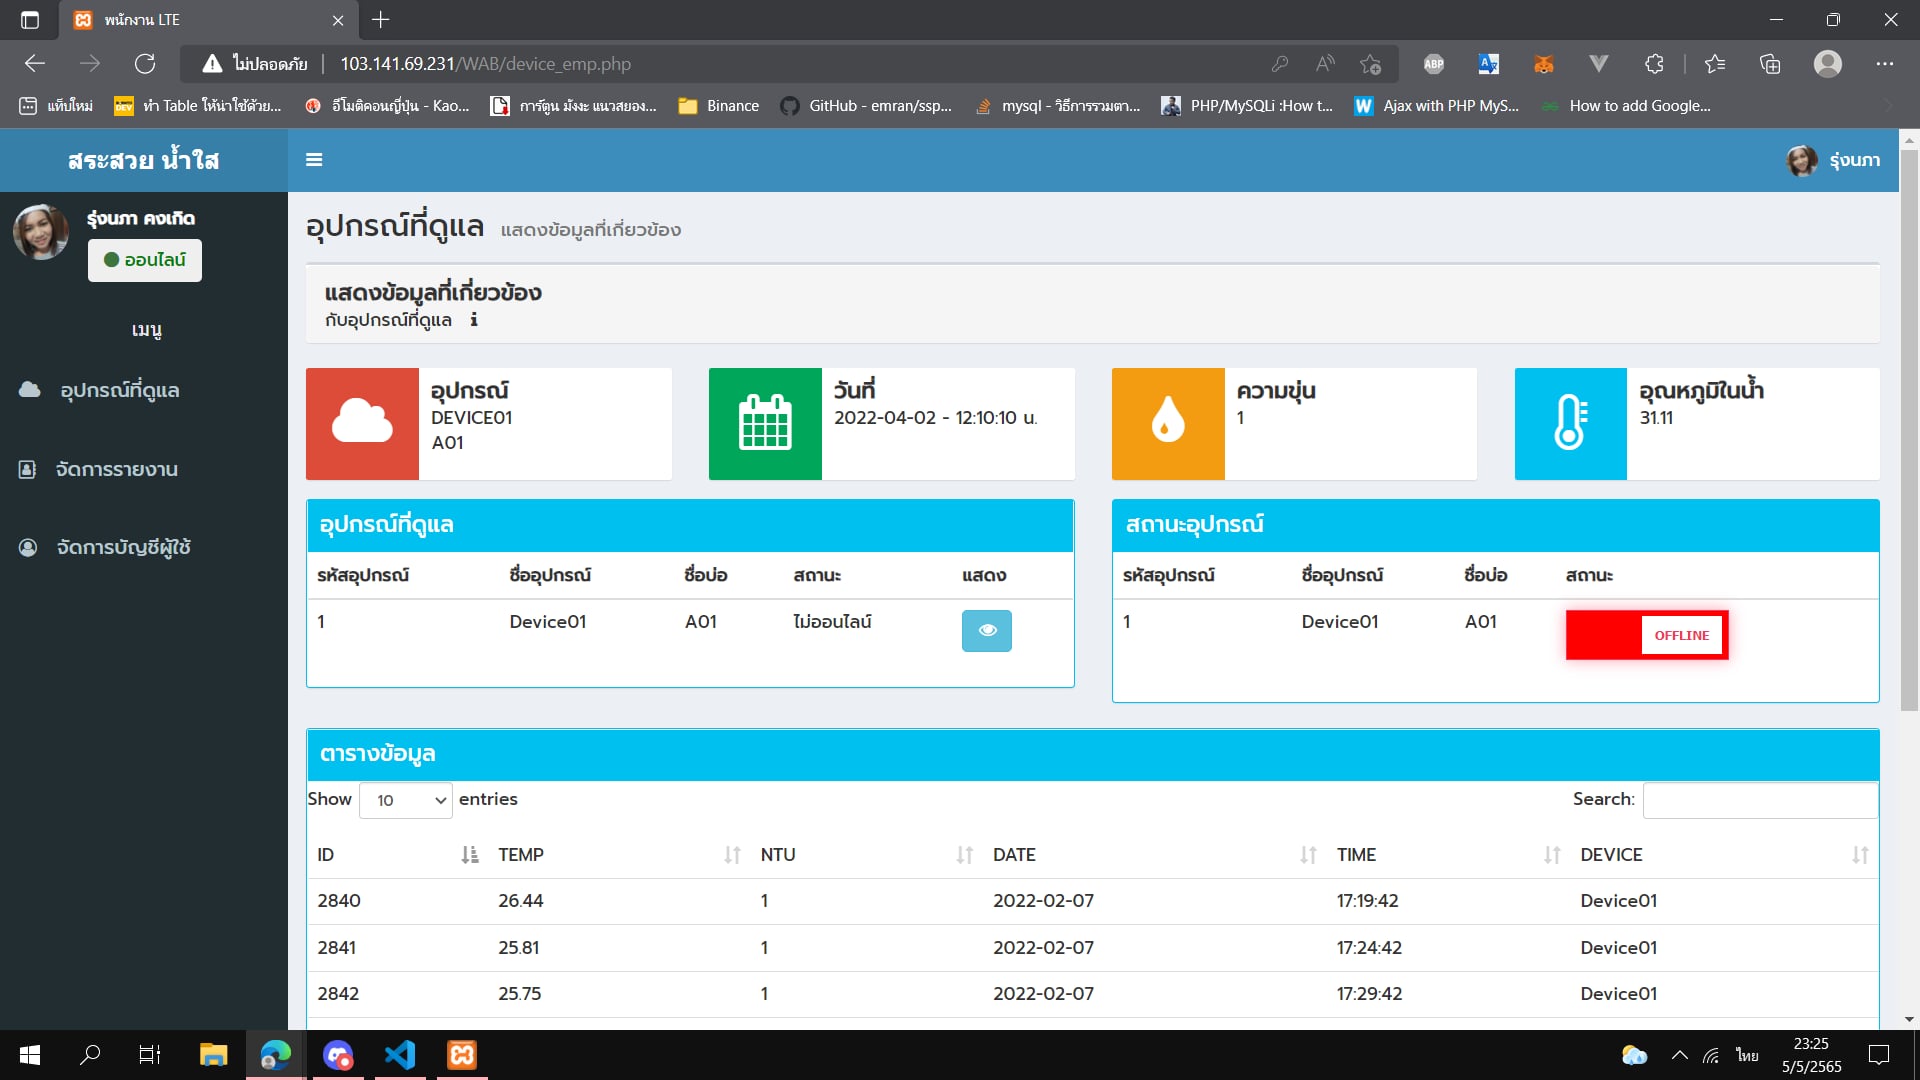 พนักงาน LTE
ไม่ปลอดภัย 103.141.69.231/WAB/device_emp.php
แท็บใหม่ ทำ Table ให้น่าใช้ด้วย... อีโมติคอนญี่ปุ่น - Kao... การ์ตูน มังงะ แนวสยอง... Binance GitHub - emran/ssp... mysql - วิธีการรวมตา... PHP/MySQLi :How t... Ajax with PHP MyS... How to add Google...
สระสวย น้ำใส
รุ่งนภา
รุ่งนภา คงเกิด
ออนไลน์
เมนู
อุปกรณ์ที่ดูแล
จัดการรายงาน
จัดการบัญชีผู้ใช้
อุปกรณ์ที่ดูแล แสดงข้อมูลที่เกี่ยวข้อง
แสดงข้อมูลที่เกี่ยวข้อง
กับอุปกรณ์ที่ดูแล
อุปกรณ์
DEVICE01
A01
วันที่
2022-04-02 - 12:10:10 น.
ความขุ่น
1
อุณหภูมิในน้ำ
31.11
อุปกรณ์ที่ดูแล
รหัสอุปกรณ์ ชื่ออุปกรณ์ ชื่อบ่อ สถานะ แสดง
1 Device01 A01 ไม่ออนไลน์
สถานะอุปกรณ์
รหัสอุปกรณ์ ชื่ออุปกรณ์ ชื่อบ่อ สถานะ
1 Device01 A01 OFFLINE
ตารางข้อมูล
Show 10 entries Search:
ID TEMP NTU DATE TIME DEVICE
2840 26.44 1 2022-02-07 17:19:42 Device01
2841 25.81 1 2022-02-07 17:24:42 Device01
2842 25.75 1 2022-02-07 17:29:42 Device01
ไทย
23:25
5/5/2565